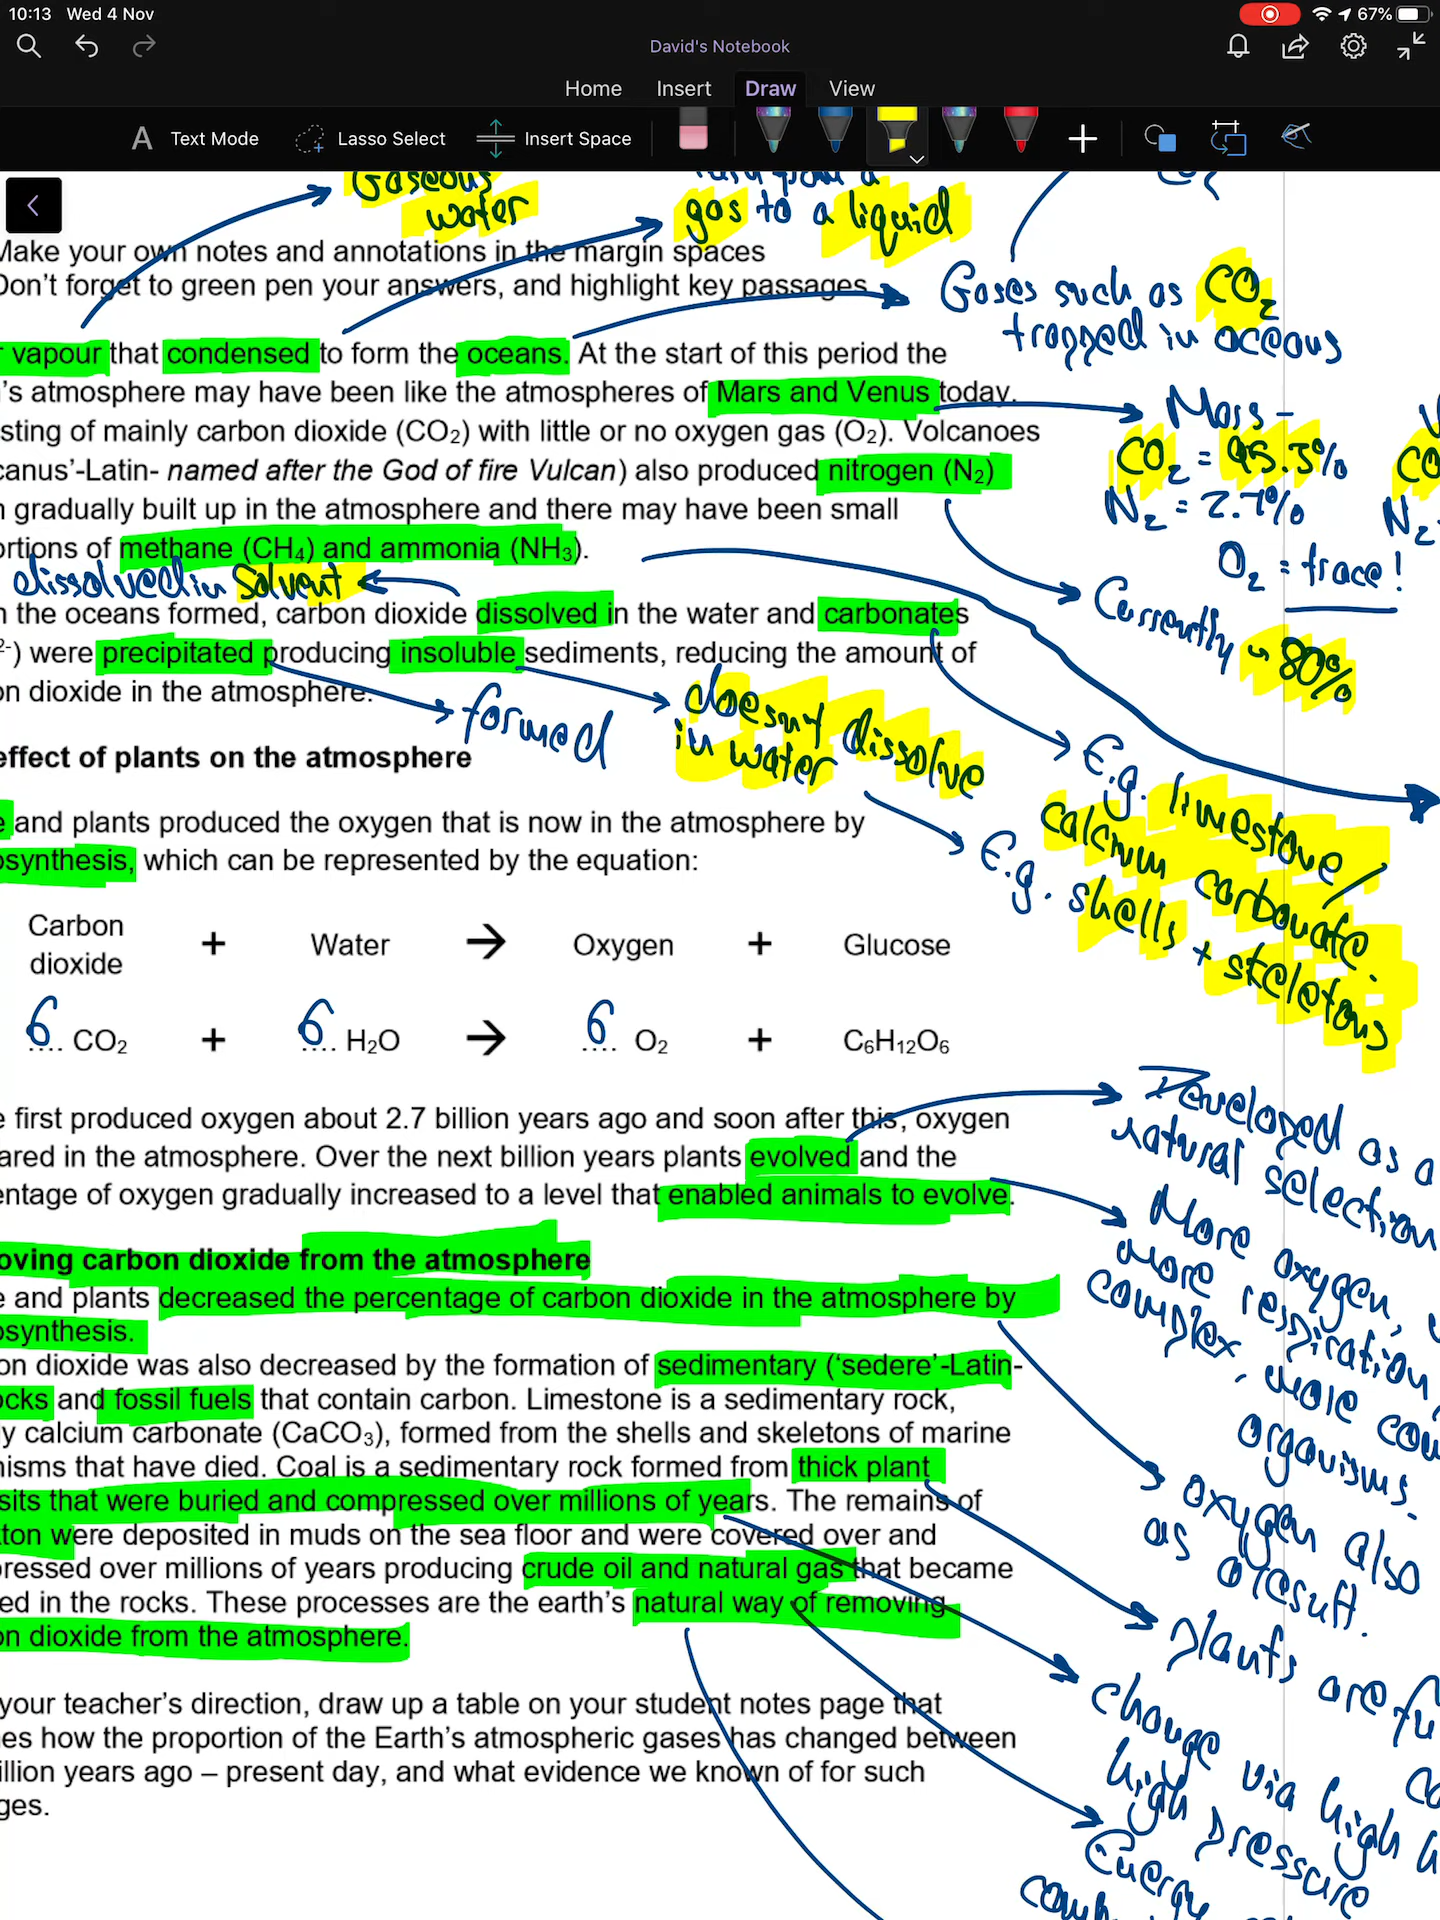 10:13 Wed 4 Nov
67%
David's Notebook
Home Insert Draw View
A Text Mode Lasso Select Insert Space
Gaseous
water
turn from a
gas to a liquid
CO2
Make your own notes and annotations in the margin spaces
Don't forget to green pen your answers, and highlight key passages
Gases such as CO2
trapped in oceans
vapour that condensed to form the oceans. At the start of this period the
's atmosphere may have been like the atmospheres of Mars and Venus today,
sting of mainly carbon dioxide (CO2) with little or no oxygen gas (O2). Volcanoes
canus'-Latin- named after the God of fire Vulcan) also produced nitrogen (N2)
gradually built up in the atmosphere and there may have been small
ortions of methane (CH4) and ammonia (NH3).
Mars -
CO2 = 95.3%
N2 = 2.7%
O2 = trace!
CO
N2
Currently ~ 80%
dissolved in solvent
n the oceans formed, carbon dioxide dissolved in the water and carbonates
2-) were precipitated producing insoluble sediments, reducing the amount of
on dioxide in the atmosphere.
formed
doesn't dissolve
in water
effect of plants on the atmosphere
E.g. limestone/
calcium carbonate.
E.g. shells + skeletons
e and plants produced the oxygen that is now in the atmosphere by
osynthesis, which can be represented by the equation:
Carbon
dioxide + Water → Oxygen + Glucose
6 .... CO2 + 6 .... H2O → 6 .... O2 + C6H12O6
e first produced oxygen about 2.7 billion years ago and soon after this, oxygen
ared in the atmosphere. Over the next billion years plants evolved and the
entage of oxygen gradually increased to a level that enabled animals to evolve.
Developed as a
natural selection
More oxygen,
more respiration,
complex, more com
organisms.
oving carbon dioxide from the atmosphere
e and plants decreased the percentage of carbon dioxide in the atmosphere by
osynthesis.
on dioxide was also decreased by the formation of sedimentary ('sedere'-Latin-
ocks and fossil fuels that contain carbon. Limestone is a sedimentary rock,
ly calcium carbonate (CaCO3), formed from the shells and skeletons of marine
nisms that have died. Coal is a sedimentary rock formed from thick plant
sits that were buried and compressed over millions of years. The remains of
kton were deposited in muds on the sea floor and were covered over and
pressed over millions of years producing crude oil and natural gas that became
ed in the rocks. These processes are the earth's natural way of removing
on dioxide from the atmosphere.
oxygen also
as a result.
plants are fu
change via high h
high pressure
Energy
your teacher's direction, draw up a table on your student notes page that
nes how the proportion of the Earth's atmospheric gases has changed between
illion years ago – present day, and what evidence we known of for such
ges.